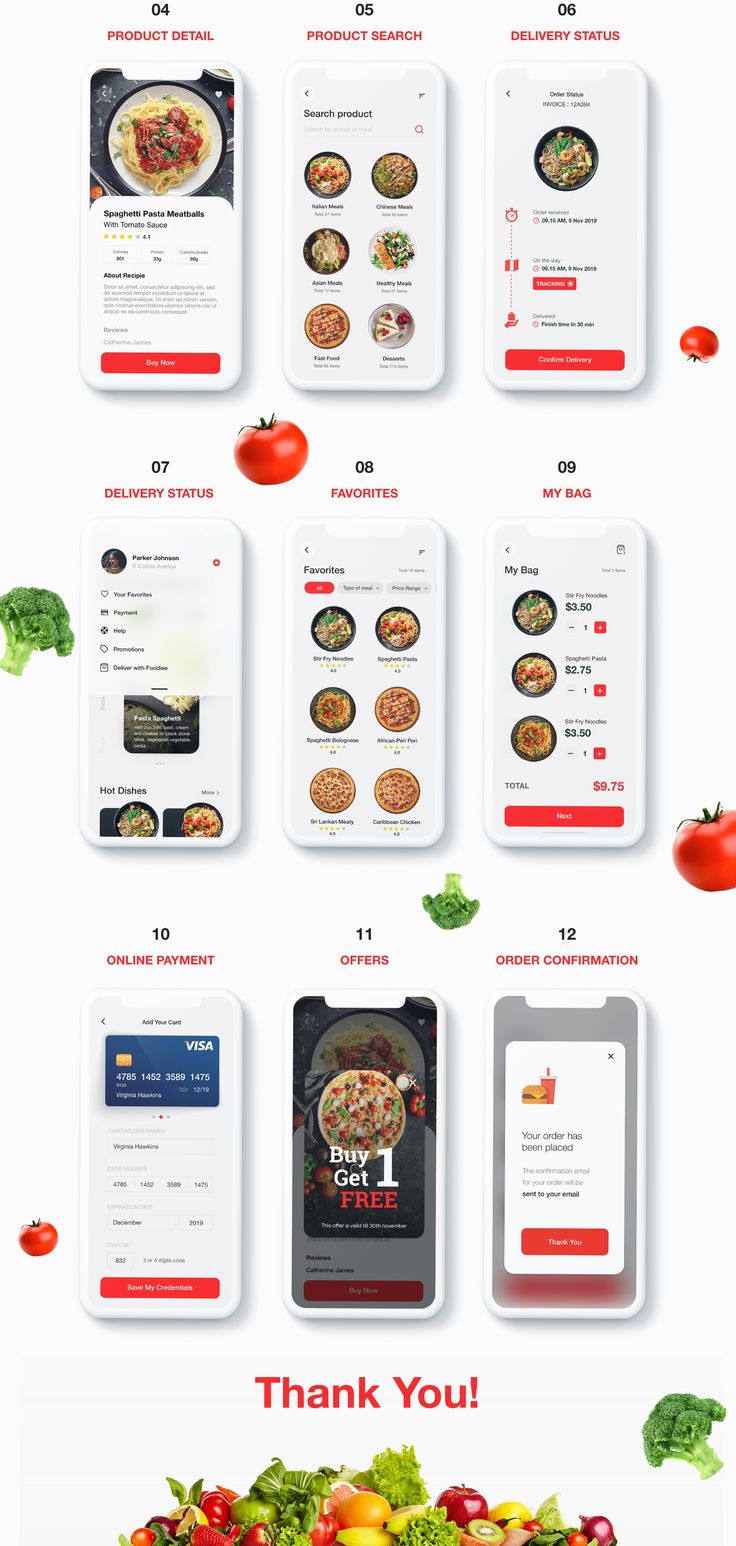 04
PRODUCT DETAIL
Spaghetti Pasta Meatballs
With Tomato Sauce
4.1
Calories
801
Protein
33g
Carbohydrates
99g
About Recipie
Dolor sit amet, consectetur adipiscing elit, sed
do eiusmod tempor incididunt ut labore et
dolore magna aliqua. Ut enim ad minim veniam,
quis nostrud exercitation ullamco laboris nisi ut
aliquip ex ea commodo consequat.
Reviews
Catherine James
Buy Now
05
PRODUCT SEARCH
Search product
Search for a dish or meal
Italian Meals
Total 27 items
Chinese Meals
Total 45 items
Asian Meals
Total 12 items
Healthy Meals
Total 31 items
Fast Food
Total 95 items
Desserts
Total 113 items
06
DELIVERY STATUS
Order Status
INVOICE : 12A394
Order received
09.10 AM, 9 Nov 2019
On the way
09.15 AM, 9 Nov 2019
TRACKING
Delivered
Finish time in 30 min
Confirm Delivery
07
DELIVERY STATUS
Parker Johnson
Collins Avenue
Your Favorites
Payment
Help
Promotions
Deliver with Foodiee
Pizza
Pasta Spaghetti
with zucchini, basil, cream
and cheese on black stone
table. Vegetarian vegetable
pasta.
Hot Dishes
More >
08
FAVORITES
Favorites
All
Type of meal
Price Range
Stir Fry Noodles
4.0
Spaghetti Pasta
4.0
Spaghetti Bolognese
4.0
African Peri Peri
4.0
Sri Lankan Meaty
4.0
Caribbean Chicken
4.0
09
MY BAG
My Bag
Total 3 items
Stir Fry Noodles
$3.50
− 1 +
Spaghetti Pasta
$2.75
− 1 +
Stir Fry Noodles
$3.50
− 1 +
TOTAL
$9.75
Next
10
ONLINE PAYMENT
Add Your Card
VISA
4785 1452 3589 1475
0123
12/19
Virginia Hawkins
CARDHOLDER NAMES
Virginia Hawkins
CARD NUMBER
4785 1452 3589 1475
EXPIRATION DATE
December
2019
CVV/CVC
832
3 or 4 digits code
Save My Credentials
11
OFFERS
Buy 1
Get
FREE
This offer is valid till 30th november
Reviews
Catherine James
Buy Now
12
ORDER CONFIRMATION
Your order has
been placed
The confirmation email
for your order will be
sent to your email
Thank You
Thank You!